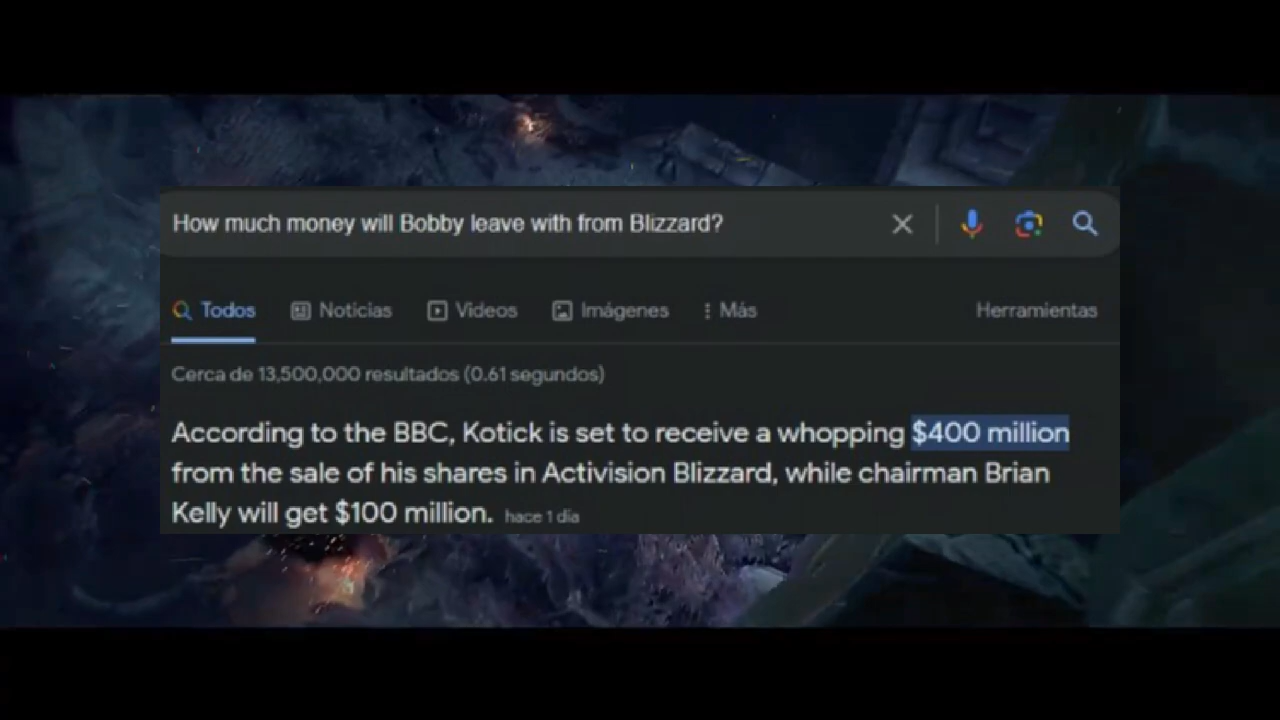 How much money will Bobby leave with from Blizzard?
Todos Noticias Videos Imágenes Más Herramientas
Cerca de 13,500,000 resultados (0.61 segundos)
According to the BBC, Kotick is set to receive a whopping $400 million
from the sale of his shares in Activision Blizzard, while chairman Brian
Kelly will get $100 million. hace 1 día